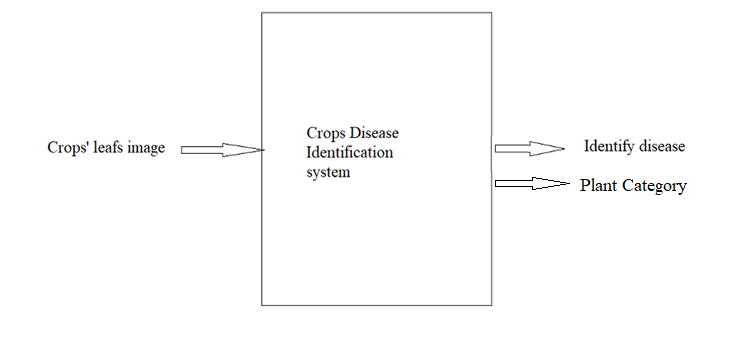 Crops' leafs image
Crops Disease
Identification
system
Identify disease
Plant Category